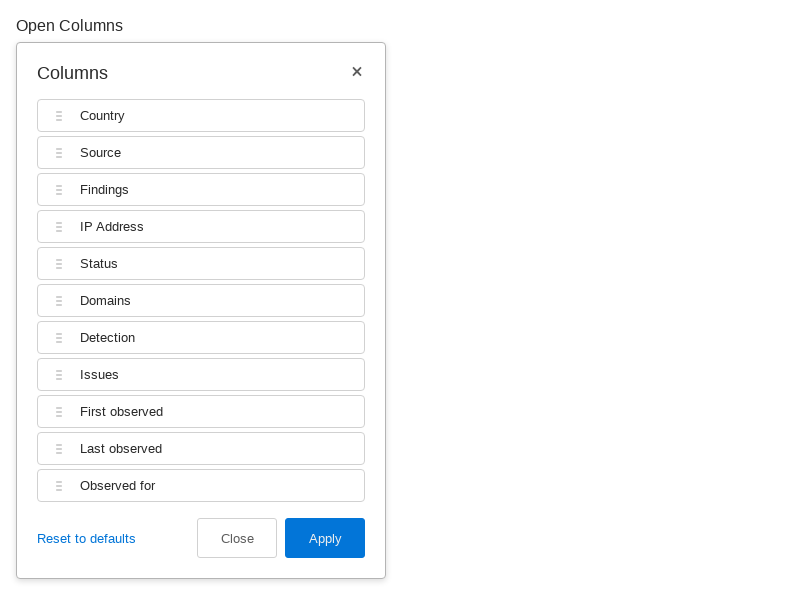 Open Columns
Columns
×
Country
Source
Findings
IP Address
Status
Domains
Detection
Issues
First observed
Last observed
Observed for
Reset to defaults Close Apply